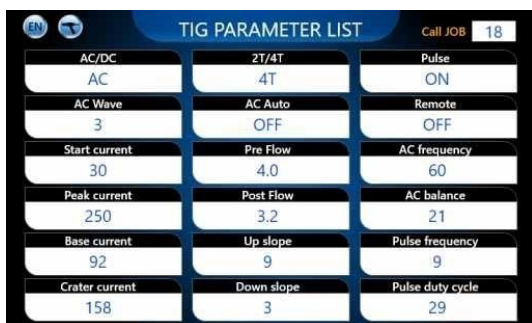 EN TIG PARAMETER LIST Call JOB 18
AC/DC 2T/4T Pulse
AC 4T ON
AC Wave AC Auto Remote
3 OFF OFF
Start current Pre Flow AC frequency
30 4.0 60
Peak current Post Flow AC balance
250 3.2 21
Base current Up slope Pulse frequency
92 9 9
Crater current Down slope Pulse duty cycle
158 3 29